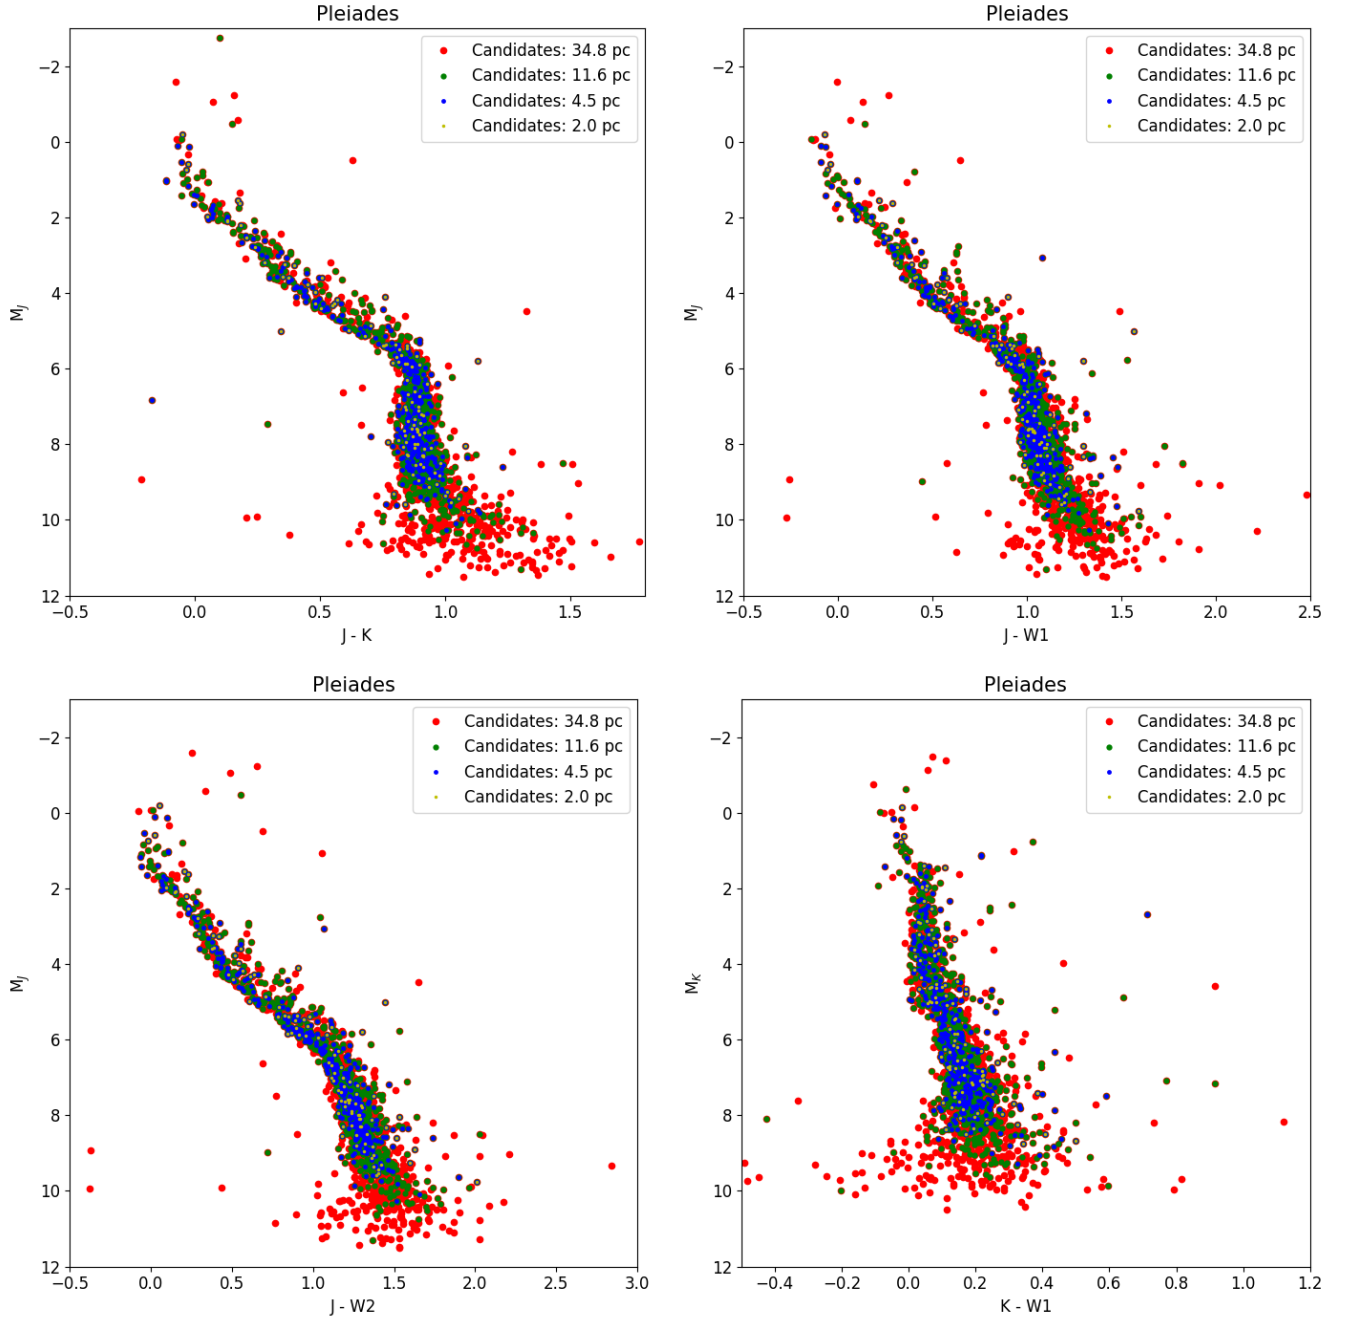 Pleiades
Candidates: 34.8 pc
Candidates: 11.6 pc
Candidates: 4.5 pc
Candidates: 2.0 pc
−2
0
2
4
6
8
10
12
M_J
−0.5 0.0 0.5 1.0 1.5
J - K
Pleiades
Candidates: 34.8 pc
Candidates: 11.6 pc
Candidates: 4.5 pc
Candidates: 2.0 pc
−2
0
2
4
6
8
10
12
M_J
−0.5 0.0 0.5 1.0 1.5 2.0 2.5
J - W1
Pleiades
Candidates: 34.8 pc
Candidates: 11.6 pc
Candidates: 4.5 pc
Candidates: 2.0 pc
−2
0
2
4
6
8
10
12
M_J
−0.5 0.0 0.5 1.0 1.5 2.0 2.5 3.0
J - W2
Pleiades
Candidates: 34.8 pc
Candidates: 11.6 pc
Candidates: 4.5 pc
Candidates: 2.0 pc
−2
0
2
4
6
8
10
12
M_K
−0.4 −0.2 0.0 0.2 0.4 0.6 0.8 1.0 1.2
K - W1